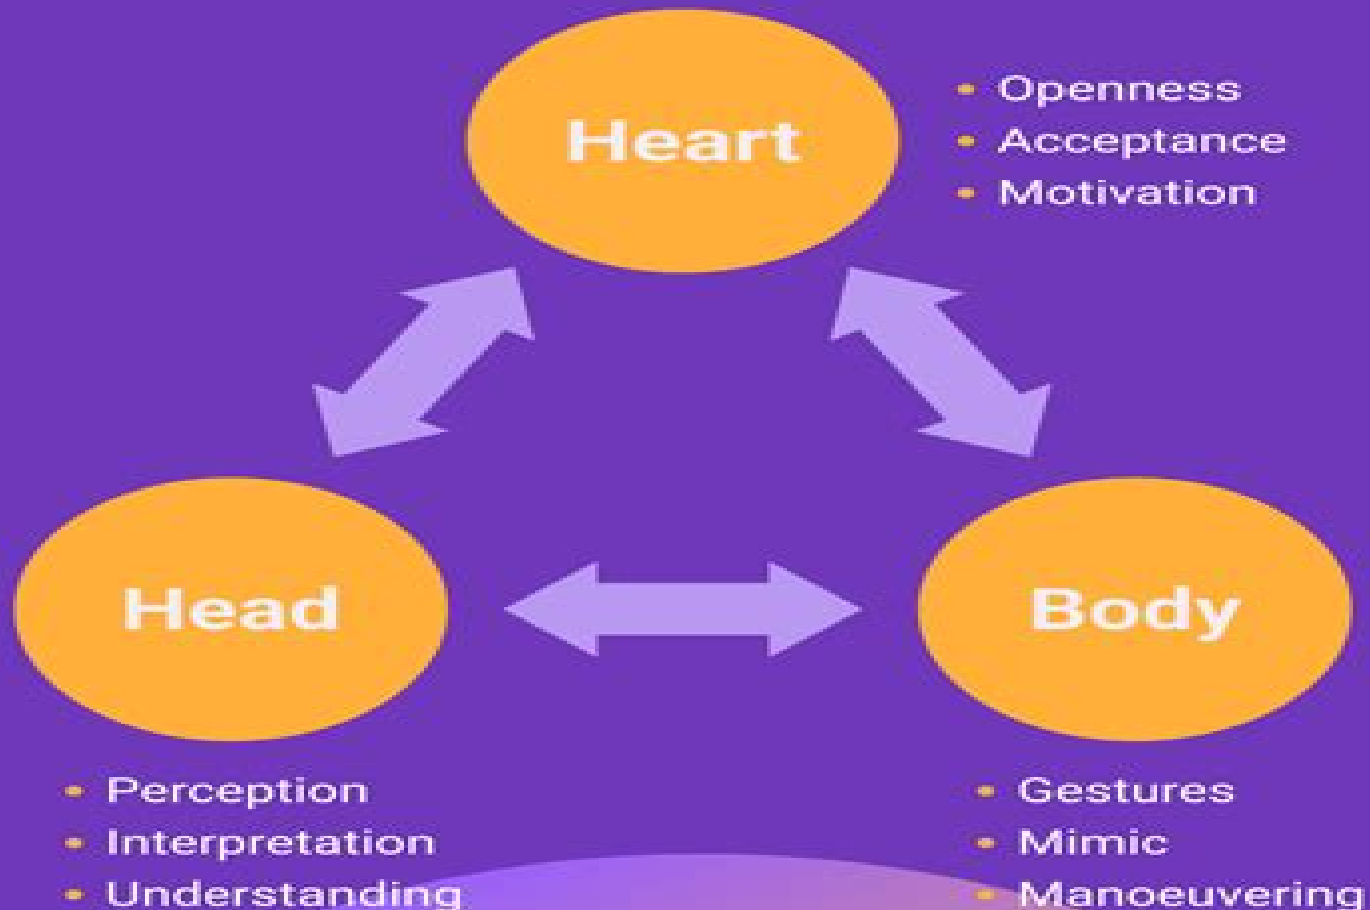 Heart
Openness
Acceptance
Motivation
Head
Perception
Interpretation
Understanding
Body
Gestures
Mimic
Manoeuvering